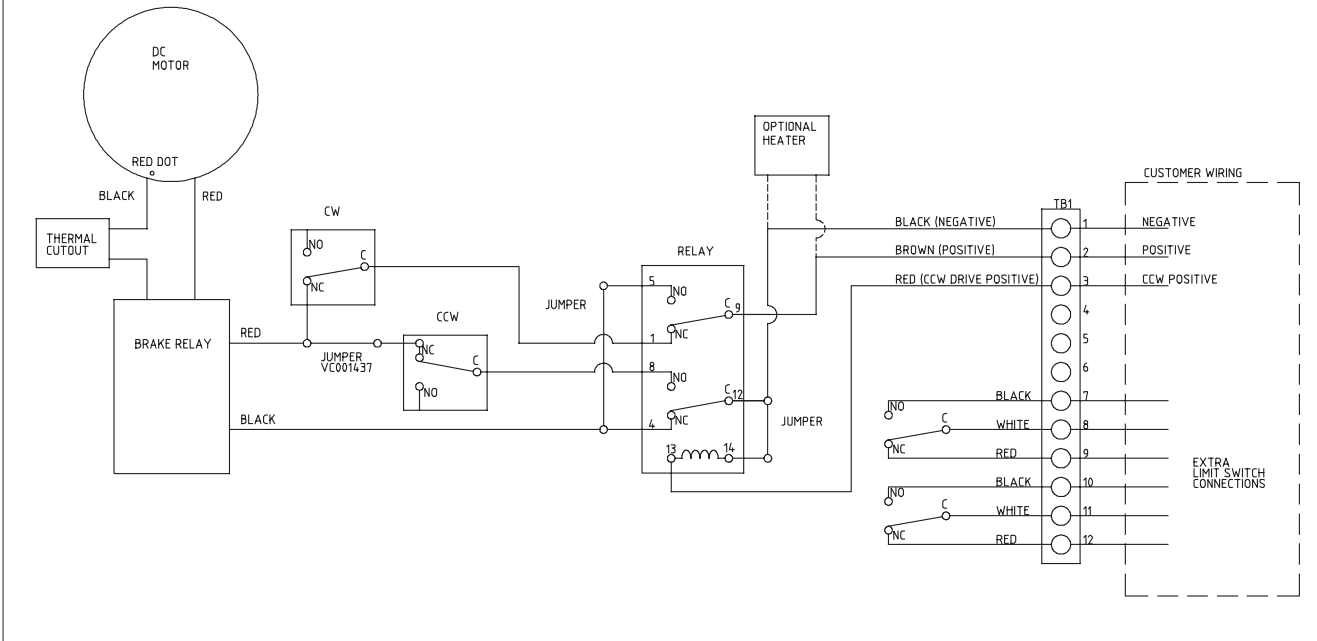 DC
MOTOR
RED DOT
BLACK
RED
THERMAL
CUTOUT
BRAKE RELAY
RED
BLACK
CW
NO
C
NC
JUMPER
VC001437
CCW
NC
C
NO
JUMPER
RELAY
5
NO
C
9
1
NC
8
NO
C
12
4
NC
13
14
JUMPER
OPTIONAL
HEATER
BLACK (NEGATIVE)
BROWN (POSITIVE)
RED (CCW DRIVE POSITIVE)
TB1
1
2
3
4
5
6
7
8
9
10
11
12
NO
C
NC
BLACK
WHITE
RED
NO
C
NC
BLACK
WHITE
RED
CUSTOMER WIRING
NEGATIVE
POSITIVE
CCW POSITIVE
EXTRA
LIMIT SWITCH
CONNECTIONS